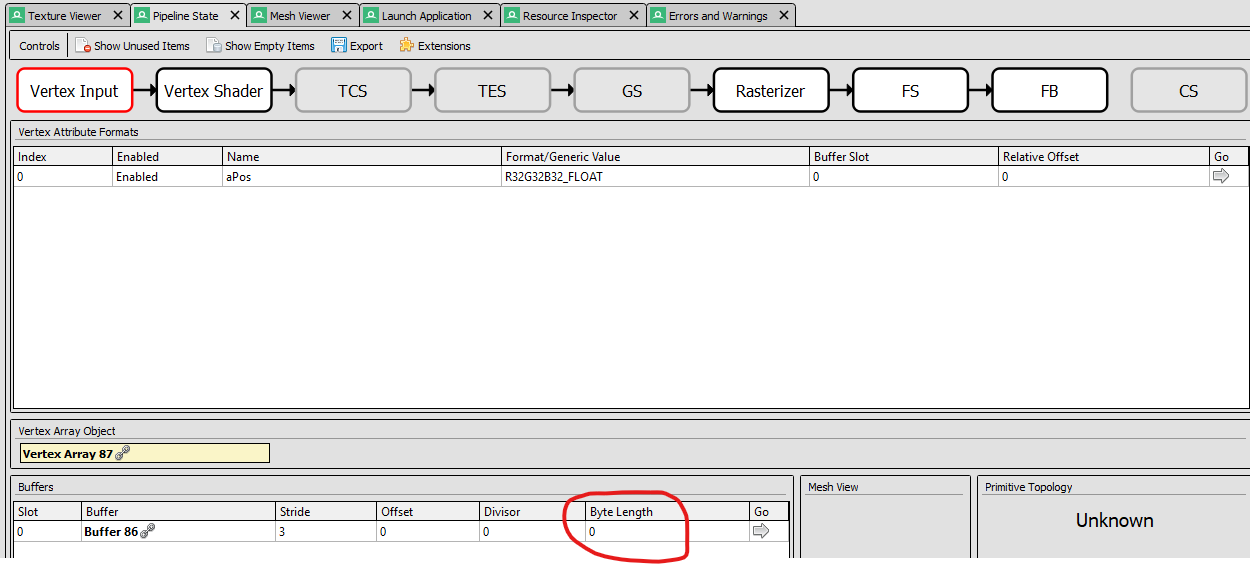 Texture Viewer Pipeline State Mesh Viewer Launch Application Resource Inspector Errors and Warnings
Controls Show Unused Items Show Empty Items Export Extensions
Vertex Input Vertex Shader TCS TES GS Rasterizer FS FB CS
Vertex Attribute Formats
Index Enabled Name Format/Generic Value Buffer Slot Relative Offset Go
0 Enabled aPos R32G32B32_FLOAT 0 0
Vertex Array Object
Vertex Array 87
Buffers Mesh View Primitive Topology
Slot Buffer Stride Offset Divisor Byte Length Go Unknown
0 Buffer 86 3 0 0 0